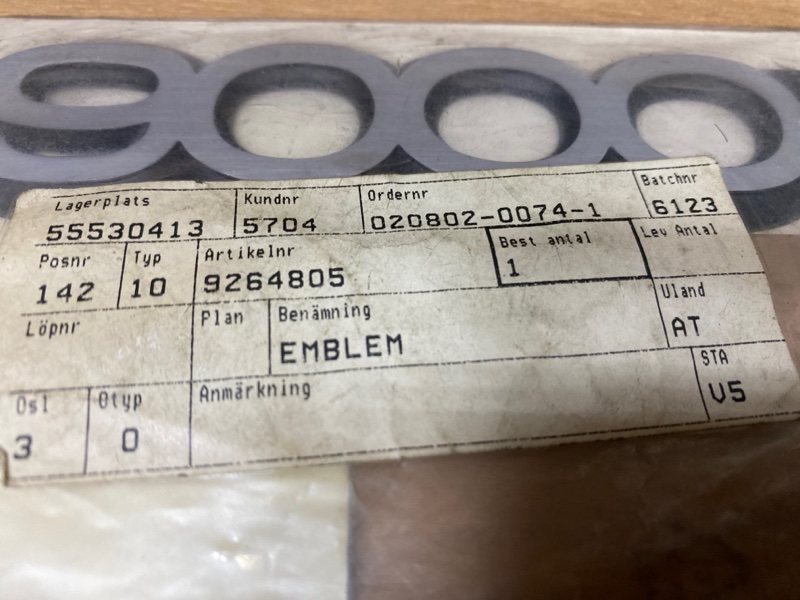 9000
Lagerplats Kundnr Ordernr Batchnr
55530413 5704 020802-0074-1 6123
Posnr Typ Artikelnr Best antal Lev Antal
142 10 9264805 1
Löpnr Plan Benämning Uland
EMBLEM AT
Osl Otyp Anmärkning STA
3 0 V5